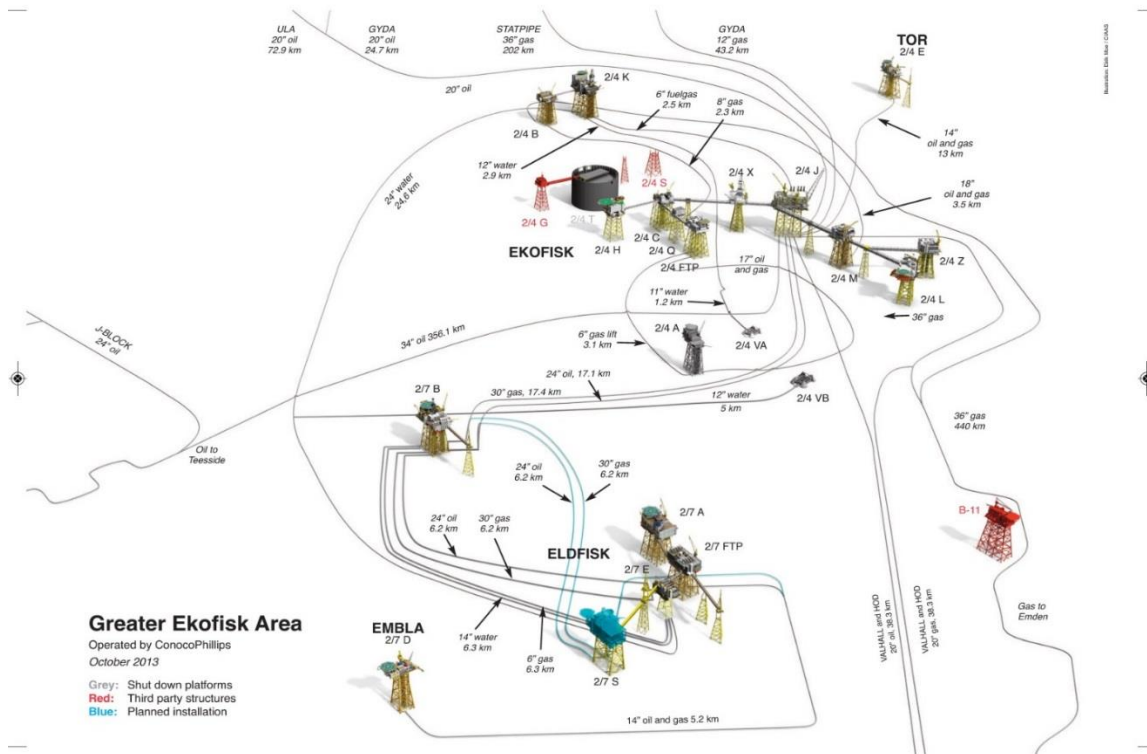 ULA
20" oil
72.9 km
GYDA
20" oil
24.7 km
STATPIPE
36" gas
202 km
GYDA
12" gas
43.2 km
TOR
2/4 E
20" oil
2/4 K
2/4 B
6" fuelgas
2.5 km
8" gas
2.3 km
14"
oil and gas
13 km
12" water
2.9 km
24" water
24,6 km
2/4 S
2/4 X
2/4 J
18"
oil and gas
3.5 km
2/4 G
2/4 T
2/4 H
2/4 C
2/4 Q
2/4 FTP
EKOFISK
17" oil
and gas
2/4 M
2/4 Z
2/4 L
11" water
1.2 km
36" gas
J-BLOCK
24" oil
34" oil 356.1 km
6" gas lift
3.1 km
2/4 A
2/4 VA
24" oil, 17.1 km
30" gas, 17.4 km
12" water
5 km
2/4 VB
2/7 B
36" gas
440 km
Oil to
Teesside
24" oil
6.2 km
30" gas
6.2 km
B-11
24" oil
6.2 km
30" gas
6.2 km
2/7 A
2/7 FTP
ELDFISK
2/7 E
VALHALL and HOD
20" oil, 38.3 km
VALHALL and HOD
20" gas, 38.3 km
Gas to
Emden
14" water
6.3 km
6" gas
6.3 km
2/7 S
EMBLA
2/7 D
14" oil and gas 5.2 km
Greater Ekofisk Area
Operated by ConocoPhillips
October 2013
Grey: Shut down platforms
Red: Third party structures
Blue: Planned installation